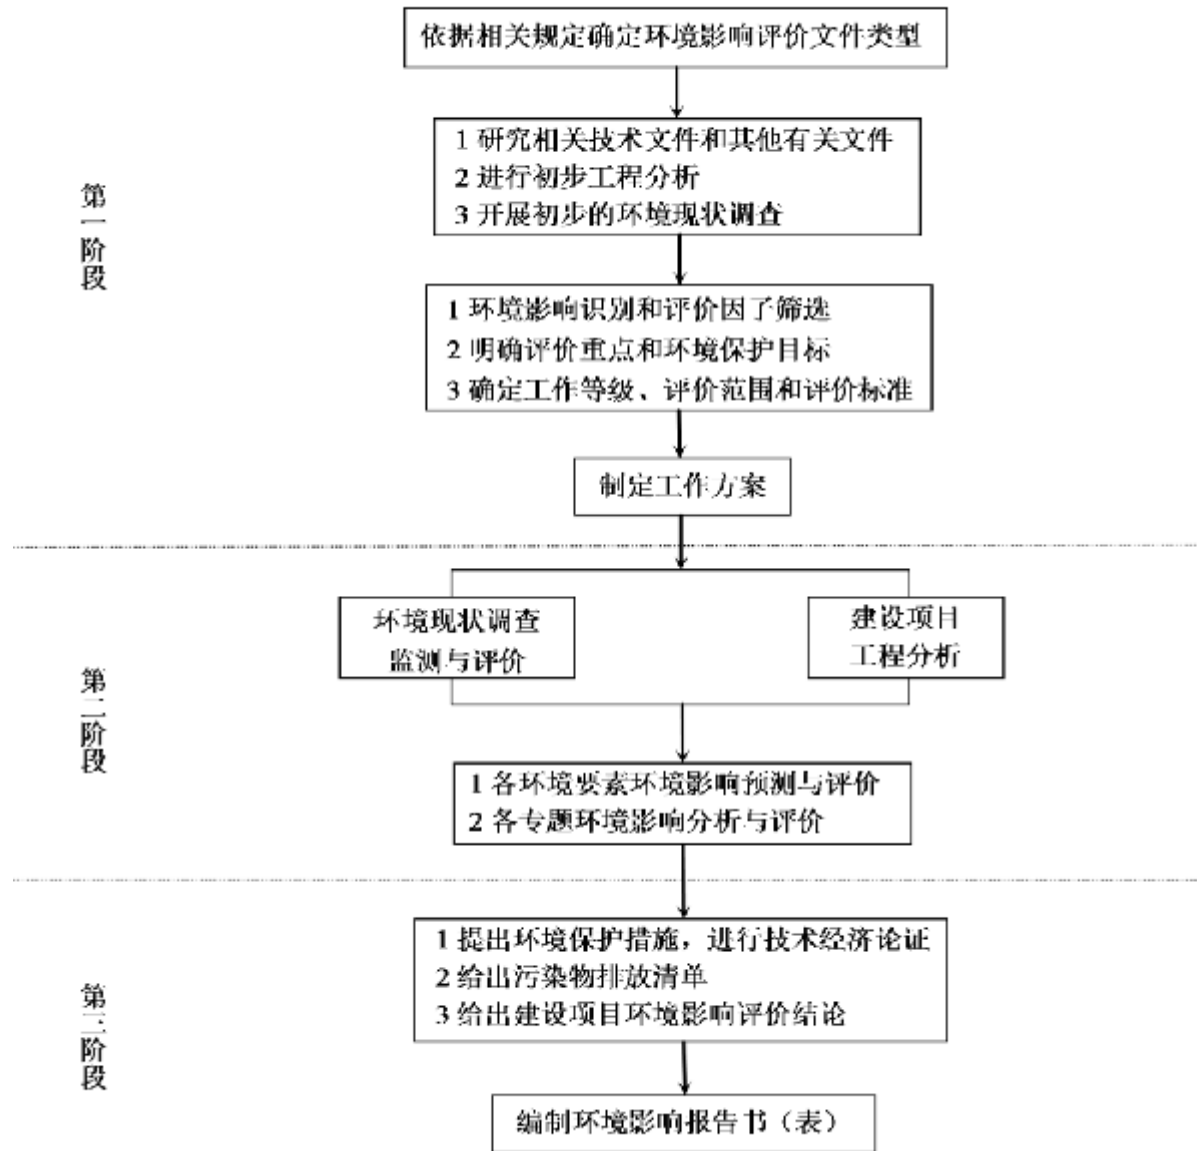 依据相关规定确定环境影响评价文件类型
1 研究相关技术文件和其他有关文件
2 进行初步工程分析
3 开展初步的环境现状调查
第一阶段
1 环境影响识别和评价因子筛选
2 明确评价重点和环境保护目标
3 确定工作等级、评价范围和评价标准
制定工作方案
环境现状调查
监测与评价
建设项目
工程分析
第二阶段
1 各环境要素环境影响预测与评价
2 各专题环境影响分析与评价
1 提出环境保护措施，进行技术经济论证
2 给出污染物排放清单
3 给出建设项目环境影响评价结论
第三阶段
编制环境影响报告书（表）